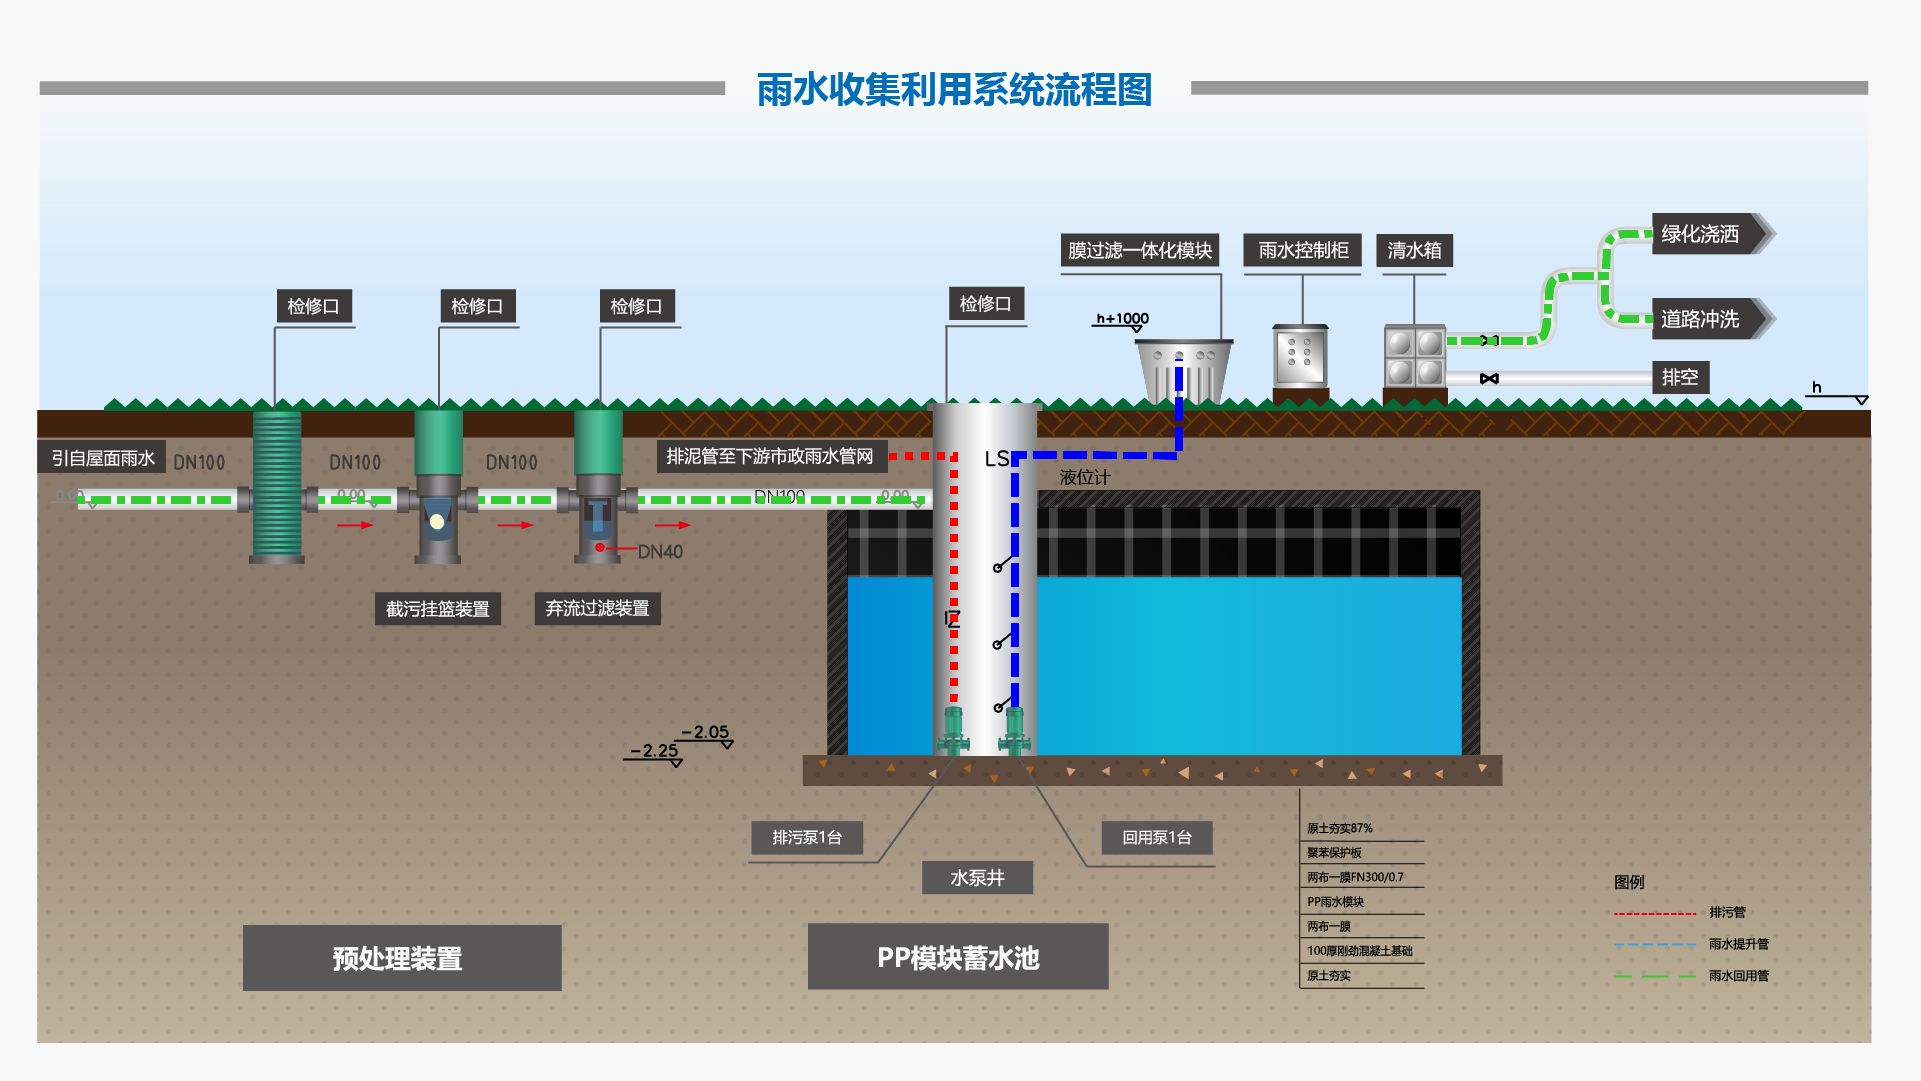 雨水收集利用系统流程图
绿化浇洒
膜过滤一体化模块
雨水控制柜
清水箱
检修口
检修口
检修口
检修口
h+1000
道路冲洗
排空
h
引自屋面雨水
DN100
DN100
DN100
排泥管至下游市政雨水管网
LS
液位计
0.00
0.00
DN100
0.00
DN40
截污挂篮装置
弃流过滤装置
-2.05
-2.25
排污泵1台
回用泵1台
水泵井
预处理装置
PP模块蓄水池
原土夯实87%
聚苯保护板
两布一膜FN300/0.7
PP雨水模块
两布一膜
100厚刚劲混凝土基础
原土夯实
图例
排污管
雨水提升管
雨水回用管